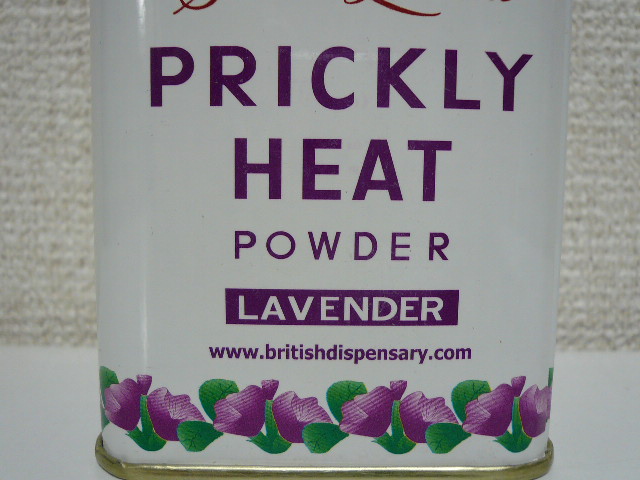 PRICKLY
HEAT
POWDER
LAVENDER
www.britishdispensary.com